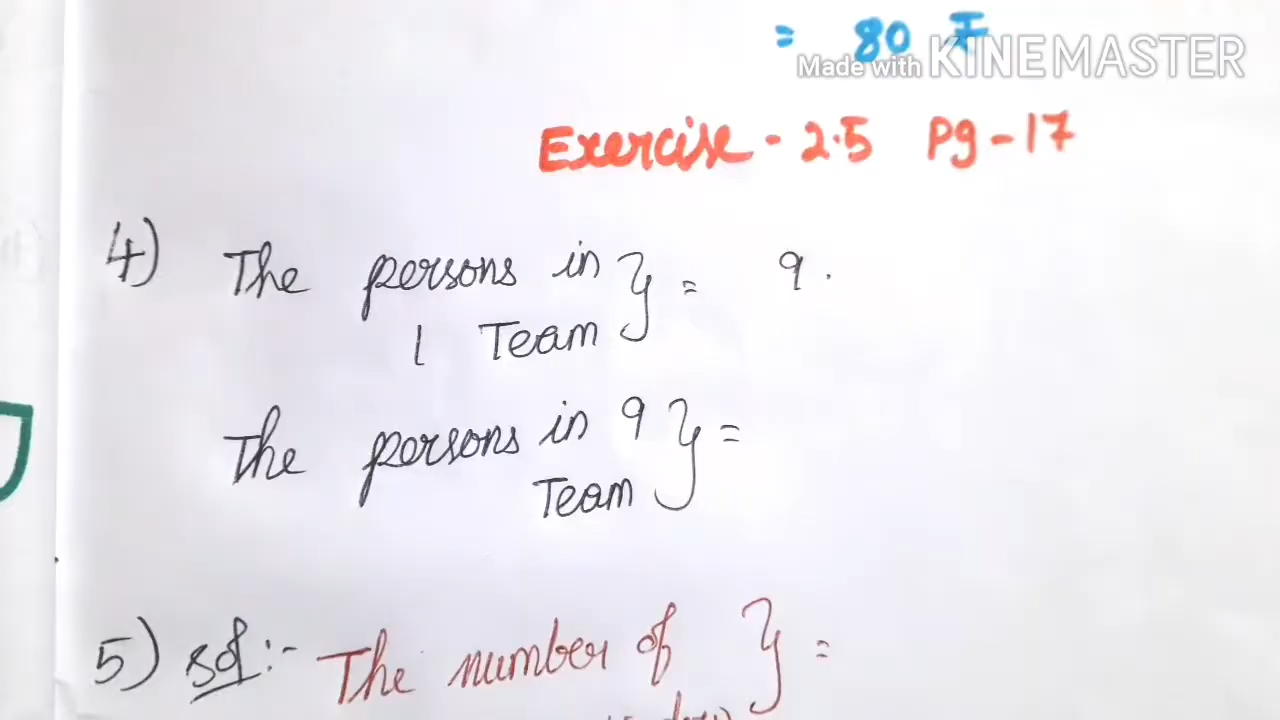 = 80 ₹
Made with KINEMASTER
Exercise - 2.5 Pg - 17
4) The persons in } = 9.
1 Team
The persons in 9 } =
Team
5) Sol:- The number of } =